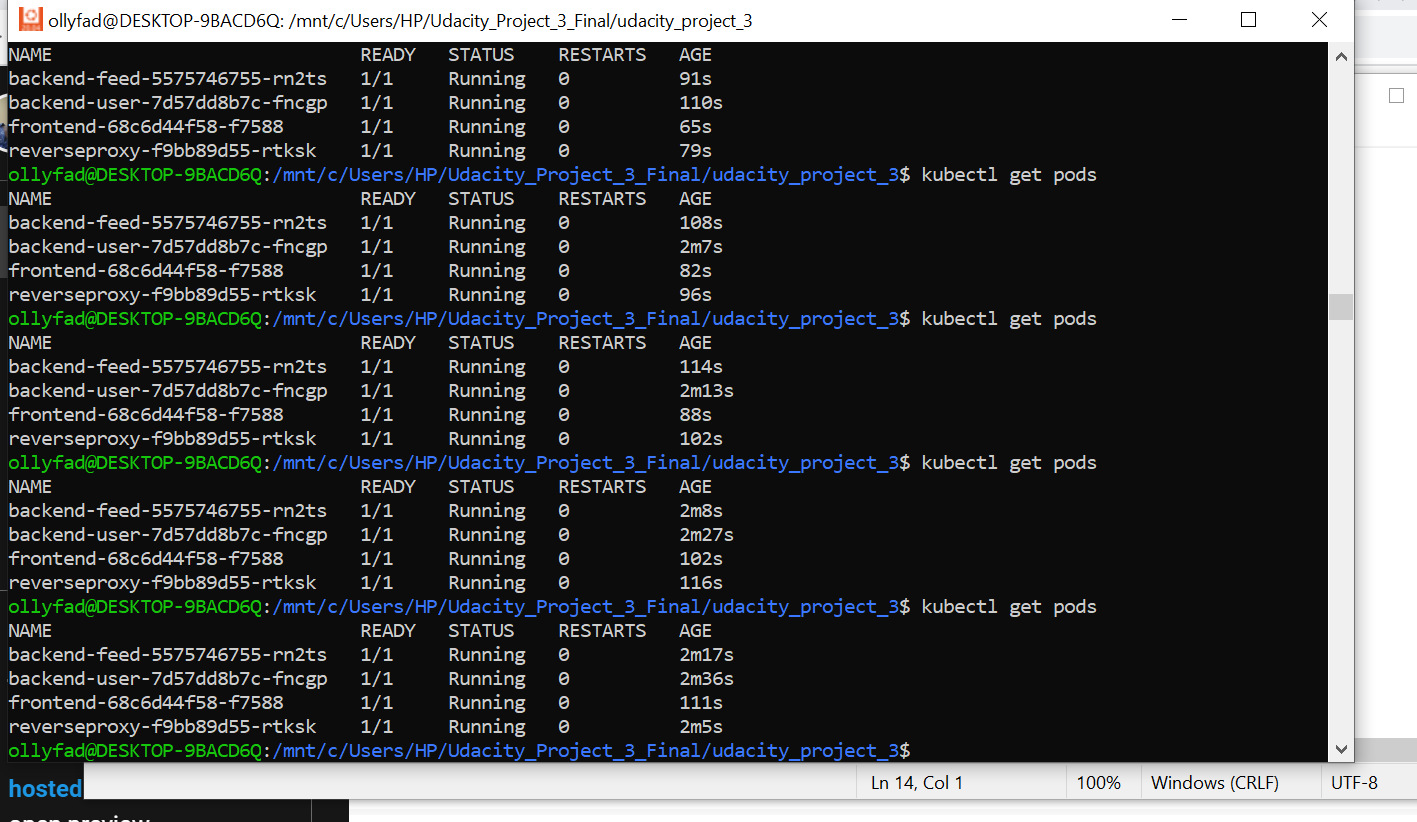 ollyfad@DESKTOP-9BACD6Q: /mnt/c/Users/HP/Udacity_Project_3_Final/udacity_project_3
NAME READY STATUS RESTARTS AGE
backend-feed-5575746755-rn2ts 1/1 Running 0 91s
backend-user-7d57dd8b7c-fncgp 1/1 Running 0 110s
frontend-68c6d44f58-f7588 1/1 Running 0 65s
reverseproxy-f9bb89d55-rtksk 1/1 Running 0 79s
ollyfad@DESKTOP-9BACD6Q:/mnt/c/Users/HP/Udacity_Project_3_Final/udacity_project_3$ kubectl get pods
NAME READY STATUS RESTARTS AGE
backend-feed-5575746755-rn2ts 1/1 Running 0 108s
backend-user-7d57dd8b7c-fncgp 1/1 Running 0 2m7s
frontend-68c6d44f58-f7588 1/1 Running 0 82s
reverseproxy-f9bb89d55-rtksk 1/1 Running 0 96s
ollyfad@DESKTOP-9BACD6Q:/mnt/c/Users/HP/Udacity_Project_3_Final/udacity_project_3$ kubectl get pods
NAME READY STATUS RESTARTS AGE
backend-feed-5575746755-rn2ts 1/1 Running 0 114s
backend-user-7d57dd8b7c-fncgp 1/1 Running 0 2m13s
frontend-68c6d44f58-f7588 1/1 Running 0 88s
reverseproxy-f9bb89d55-rtksk 1/1 Running 0 102s
ollyfad@DESKTOP-9BACD6Q:/mnt/c/Users/HP/Udacity_Project_3_Final/udacity_project_3$ kubectl get pods
NAME READY STATUS RESTARTS AGE
backend-feed-5575746755-rn2ts 1/1 Running 0 2m8s
backend-user-7d57dd8b7c-fncgp 1/1 Running 0 2m27s
frontend-68c6d44f58-f7588 1/1 Running 0 102s
reverseproxy-f9bb89d55-rtksk 1/1 Running 0 116s
ollyfad@DESKTOP-9BACD6Q:/mnt/c/Users/HP/Udacity_Project_3_Final/udacity_project_3$ kubectl get pods
NAME READY STATUS RESTARTS AGE
backend-feed-5575746755-rn2ts 1/1 Running 0 2m17s
backend-user-7d57dd8b7c-fncgp 1/1 Running 0 2m36s
frontend-68c6d44f58-f7588 1/1 Running 0 111s
reverseproxy-f9bb89d55-rtksk 1/1 Running 0 2m5s
ollyfad@DESKTOP-9BACD6Q:/mnt/c/Users/HP/Udacity_Project_3_Final/udacity_project_3$
hosted
Ln 14, Col 1 100% Windows (CRLF) UTF-8